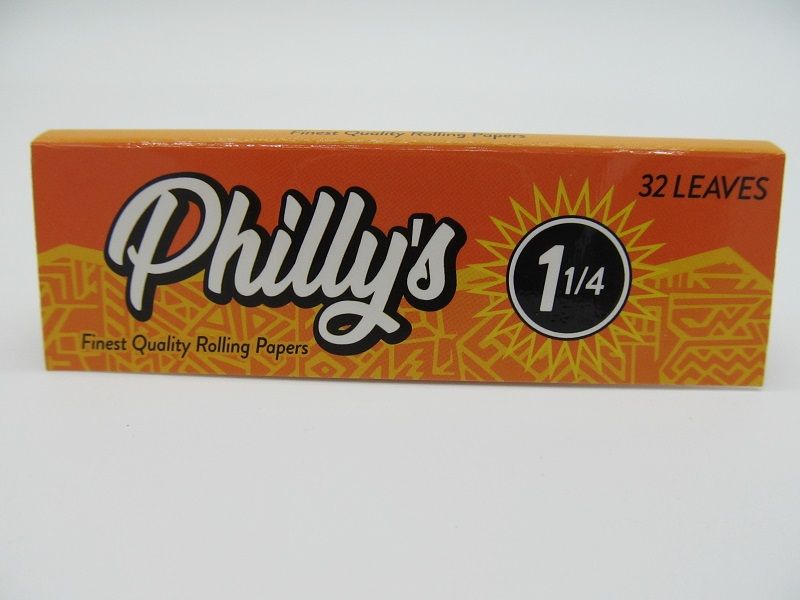 Finest Quality Rolling Papers
32 LEAVES
Philly's
1 1/4
Finest Quality Rolling Papers